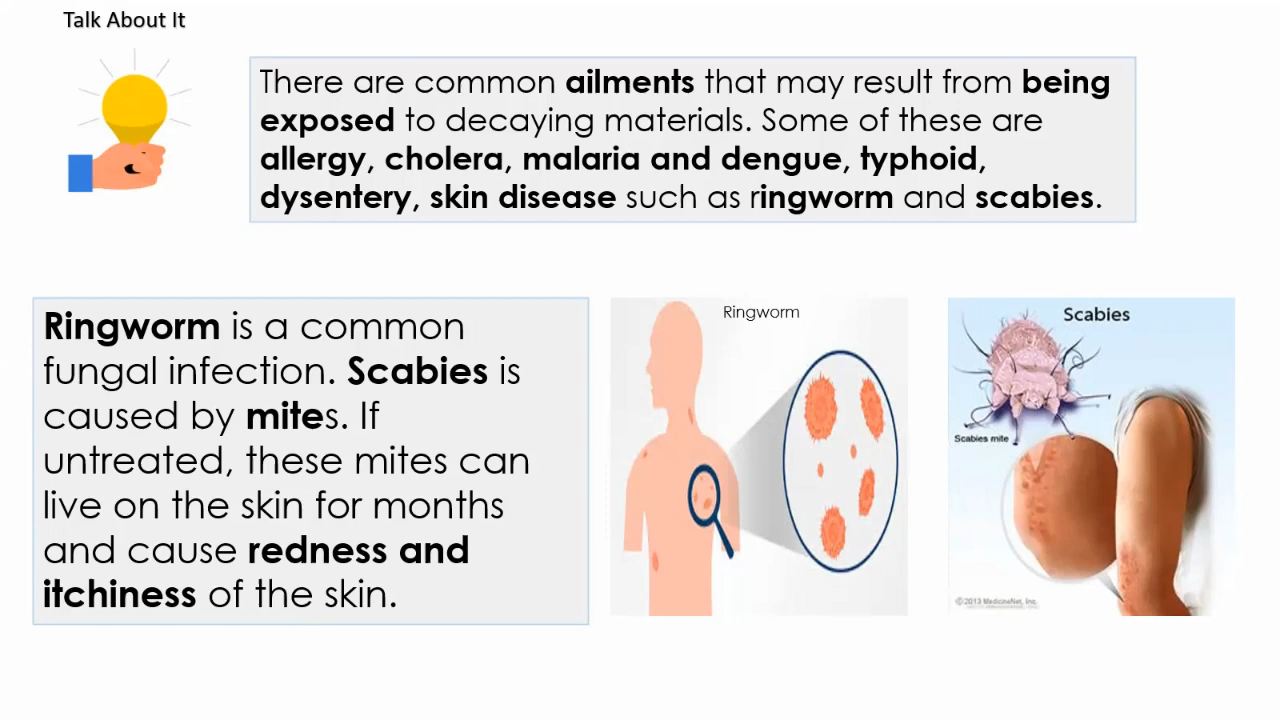 Talk About It
There are common ailments that may result from being
exposed to decaying materials. Some of these are
allergy, cholera, malaria and dengue, typhoid,
dysentery, skin disease such as ringworm and scabies.
Ringworm is a common
fungal infection. Scabies is
caused by mites. If
untreated, these mites can
live on the skin for months
and cause redness and
itchiness of the skin.
Ringworm
Scabies
Scabies mite
©2013 MedicineNet, Inc.